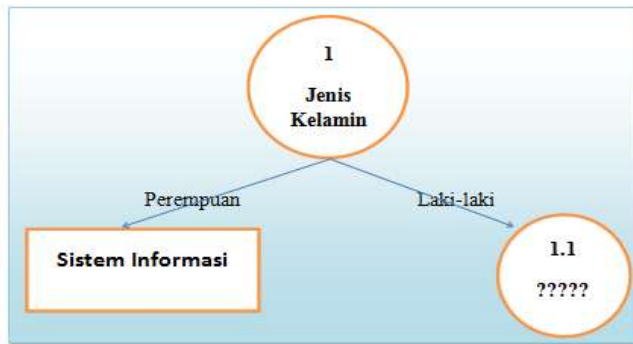 1
Jenis
Kelamin
Perempuan
Laki-laki
Sistem Informasi
1.1
?????